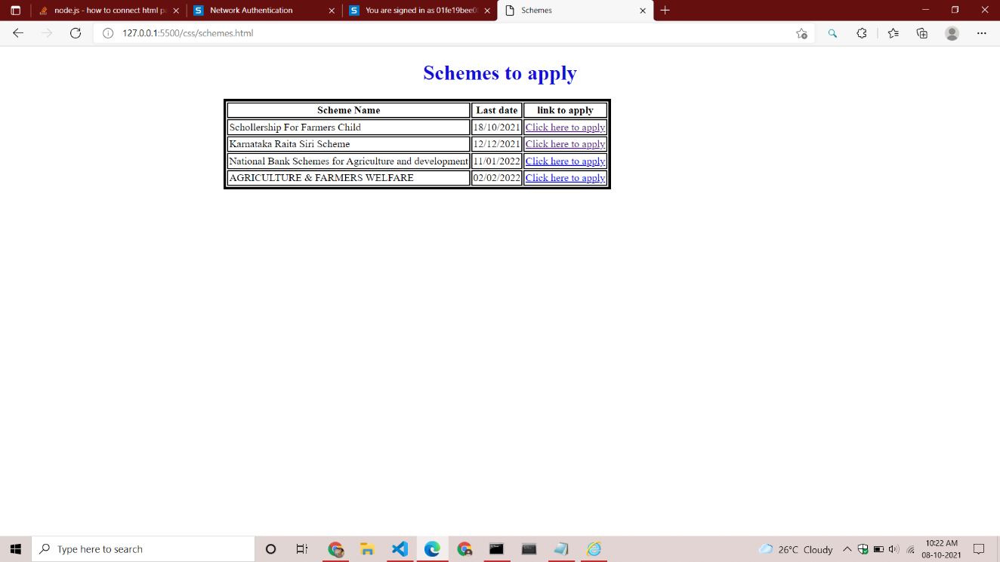 node.js - how to connect html pa
Network Authentication
You are signed in as 01fe19bee0
Schemes
127.0.0.1:5500/css/schemes.html
Schemes to apply
Scheme Name Last date link to apply
Schollership For Farmers Child 18/10/2021 Click here to apply
Karnataka Raita Siri Scheme 12/12/2021 Click here to apply
National Bank Schemes for Agriculture and development 11/01/2022 Click here to apply
AGRICULTURE & FARMERS WELFARE 02/02/2022 Click here to apply
Type here to search
26°C Cloudy
10:22 AM
08-10-2021